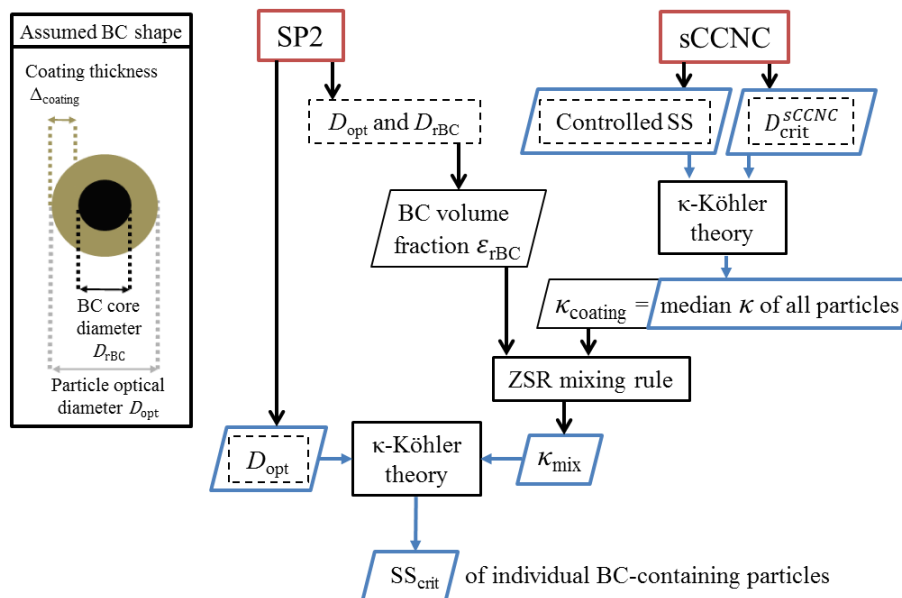 Assumed BC shape
Coating thickness
Δcoating
BC core
diameter
DrBC
Particle optical
diameter Dopt
SP2
sCCNC
Dopt and DrBC
Controlled SS
D sCCNC crit
BC volume
fraction εrBC
κ-Köhler
theory
κcoating = median κ of all particles
ZSR mixing rule
Dopt
κ-Köhler
theory
κmix
SScrit of individual BC-containing particles